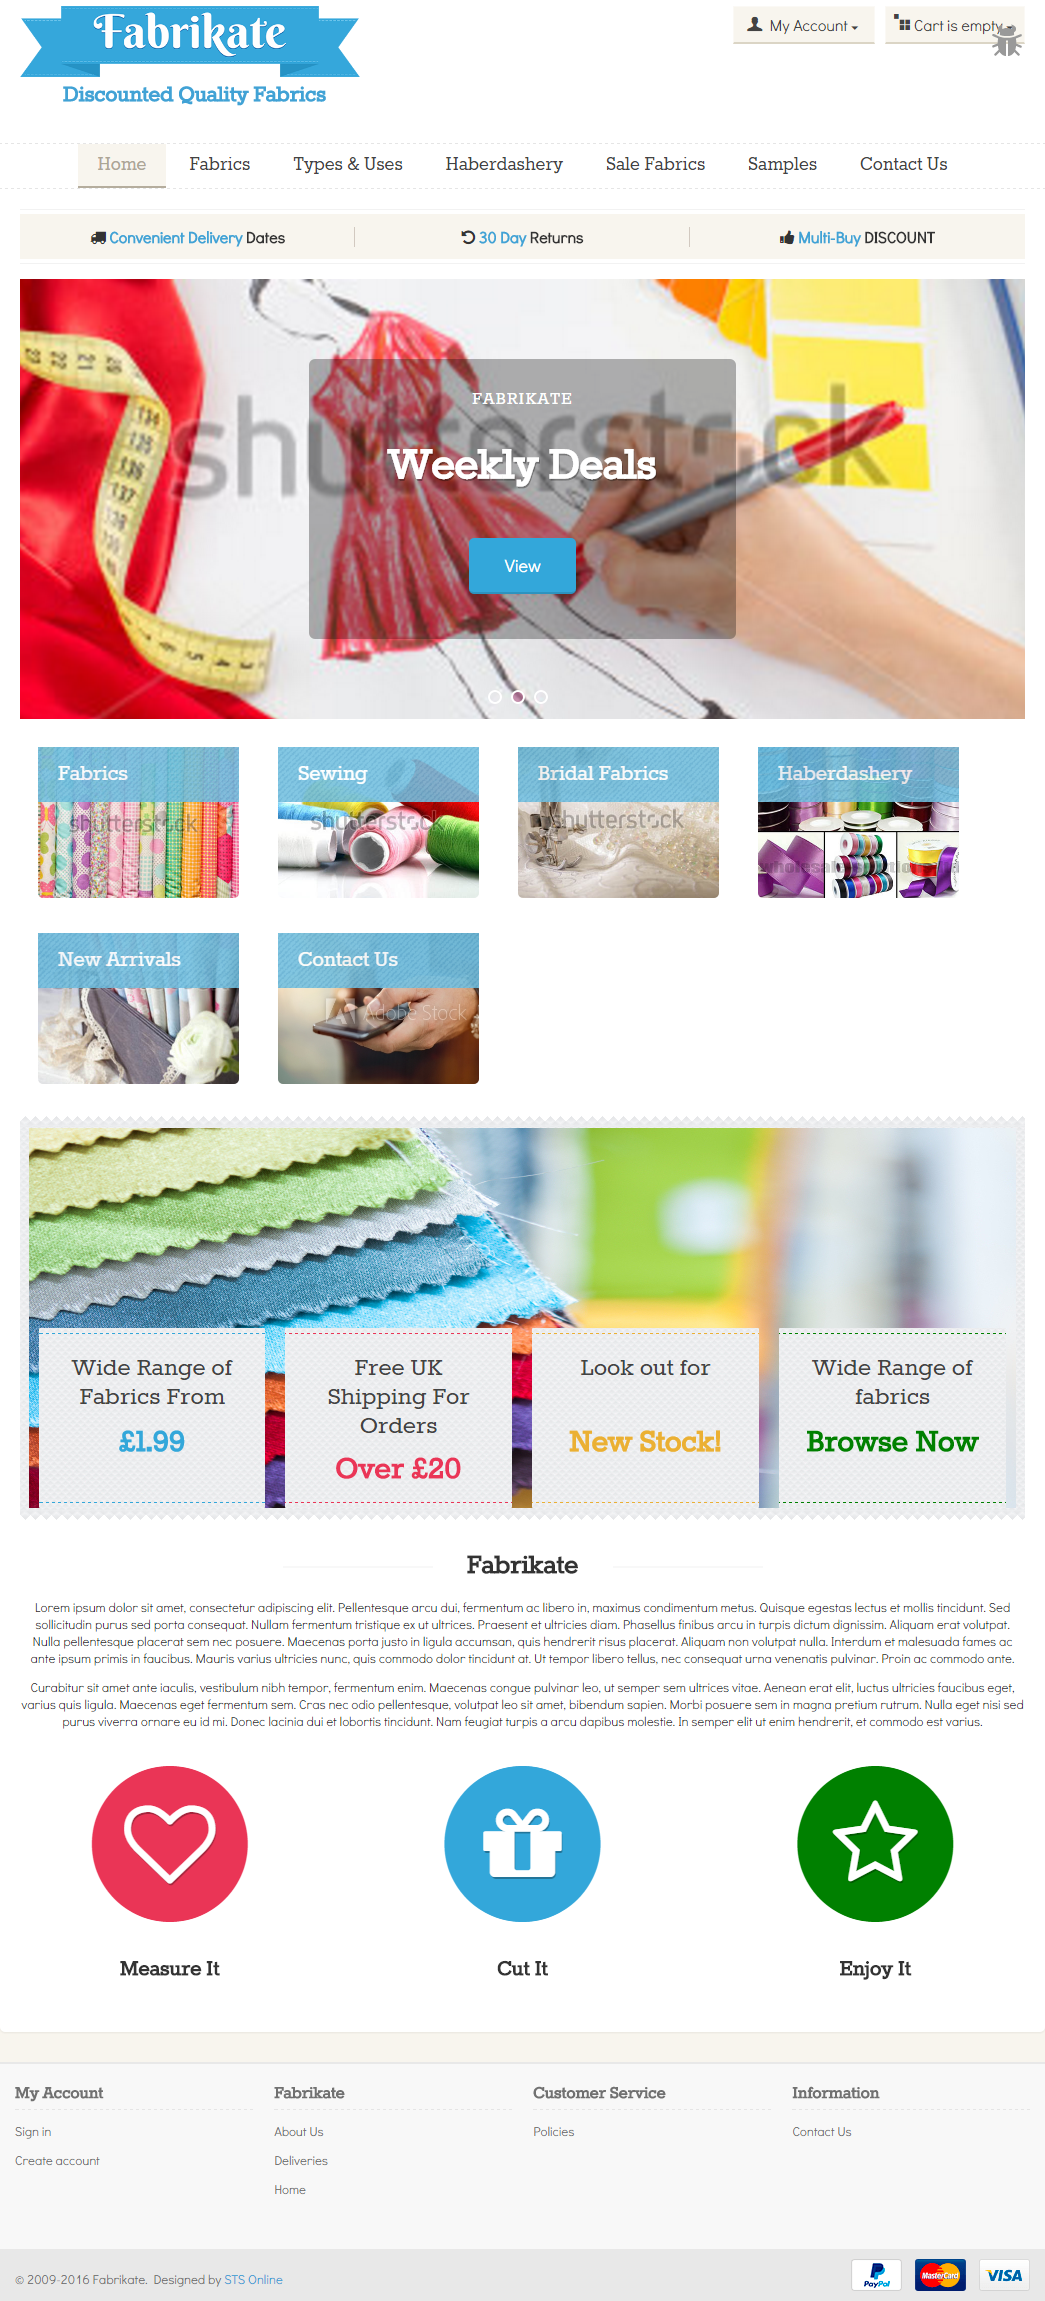 Fabrikate
Discounted Quality Fabrics
My Account
Cart is empty
Home
Fabrics
Types & Uses
Haberdashery
Sale Fabrics
Samples
Contact Us
Convenient Delivery Dates
30 Day Returns
Multi-Buy DISCOUNT
shutterstock
FABRIKATE
Weekly Deals
View
Fabrics
shutterstock
Sewing
shutterstock
Bridal Fabrics
shutterstock
Haberdashery
New Arrivals
Contact Us
Adobe Stock
Wide Range of
Fabrics From
£1.99
Free UK
Shipping For
Orders
Over £20
Look out for
New Stock!
Wide Range of
fabrics
Browse Now
Fabrikate
Lorem ipsum dolor sit amet, consectetur adipiscing elit. Pellentesque arcu dui, fermentum ac libero in, maximus condimentum metus. Quisque egestas lectus et mollis tincidunt. Sed
sollicitudin purus sed porta consequat. Nullam fermentum tristique ex ut ultrices. Praesent et ultricies diam. Phasellus finibus arcu in turpis dictum dignissim. Aliquam erat volutpat.
Nulla pellentesque placerat sem nec posuere. Maecenas porta justo in ligula accumsan, quis hendrerit risus placerat. Aliquam non volutpat nulla. Interdum et malesuada fames ac
ante ipsum primis in faucibus. Mauris varius ultricies nunc, quis commodo dolor tincidunt at. Ut tempor libero tellus, nec consequat urna venenatis pulvinar. Proin ac commodo ante.
Curabitur sit amet ante iaculis, vestibulum nibh tempor, fermentum enim. Maecenas congue pulvinar leo, ut semper sem ultrices vitae. Aenean erat elit, luctus ultricies faucibus eget,
varius quis ligula. Maecenas eget fermentum sem. Cras nec odio pellentesque, volutpat leo sit amet, bibendum sapien. Morbi posuere sem in magna pretium rutrum. Nulla eget nisi sed
purus viverra ornare eu id mi. Donec lacinia dui et lobortis tincidunt. Nam feugiat turpis a arcu dapibus molestie. In semper elit ut enim hendrerit, et commodo est varius.
Measure It
Cut It
Enjoy It
My Account
Sign in
Create account
Fabrikate
About Us
Deliveries
Home
Customer Service
Policies
Information
Contact Us
© 2009-2016 Fabrikate. Designed by STS Online
PayPal
MasterCard
VISA